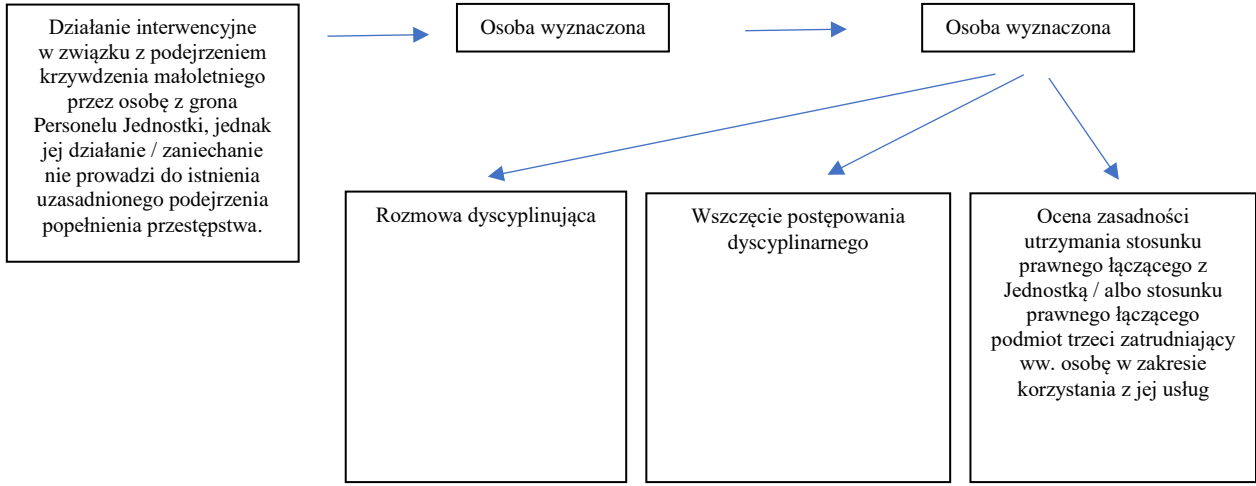 Działanie interwencyjne
w związku z podejrzeniem
krzywdzenia małoletniego
przez osobę z grona
Personelu Jednostki, jednak
jej działanie / zaniechanie
nie prowadzi do istnienia
uzasadnionego podejrzenia
popełnienia przestępstwa.
Osoba wyznaczona
Osoba wyznaczona
Rozmowa dyscyplinująca
Wszczęcie postępowania
dyscyplinarnego
Ocena zasadności
utrzymania stosunku
prawnego łączącego z
Jednostką / albo stosunku
prawnego łączącego
podmiot trzeci zatrudniający
ww. osobę w zakresie
korzystania z jej usług